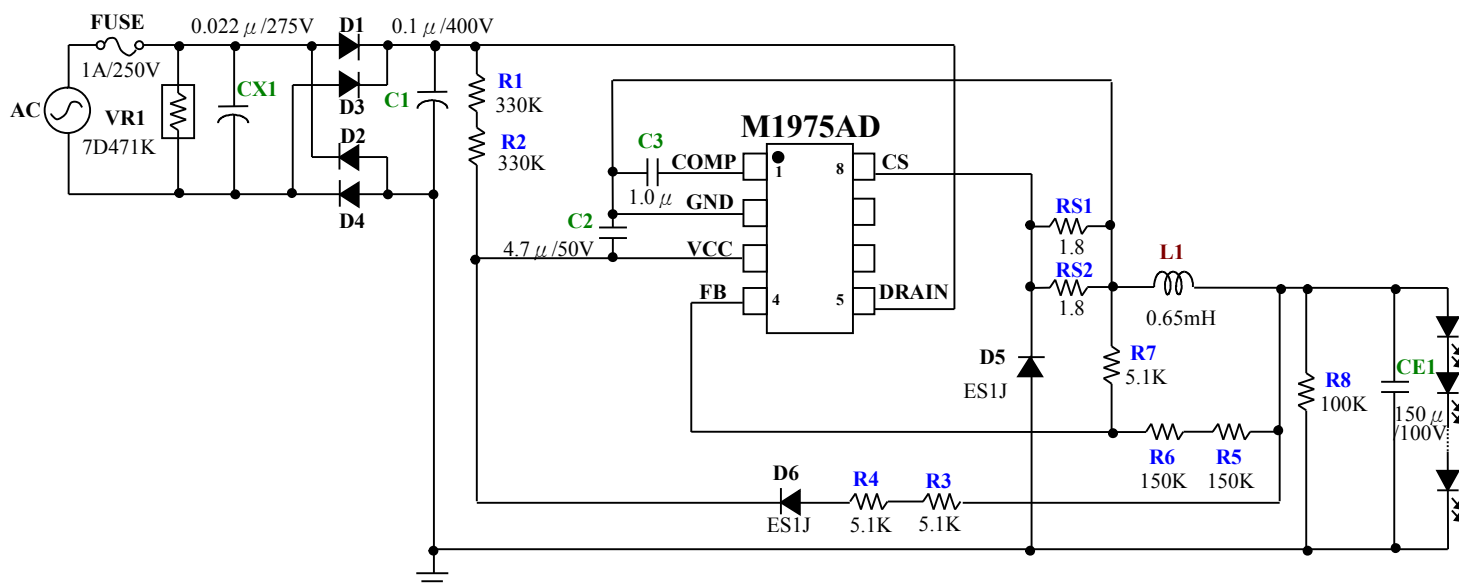 FUSE
0.022μ/275V
D1
0.1μ/400V
1A/250V
AC
VR1
7D471K
CX1
D3
C1
D2
D4
R1
330K
R2
330K
M1975AD
C3
COMP
1
8
CS
1.0μ
GND
C2
4.7μ/50V
VCC
FB
4
5
DRAIN
RS1
1.8
RS2
1.8
L1
0.65mH
D5
ES1J
R7
5.1K
R8
100K
CE1
150μ
/100V
R6
150K
R5
150K
D6
ES1J
R4
5.1K
R3
5.1K